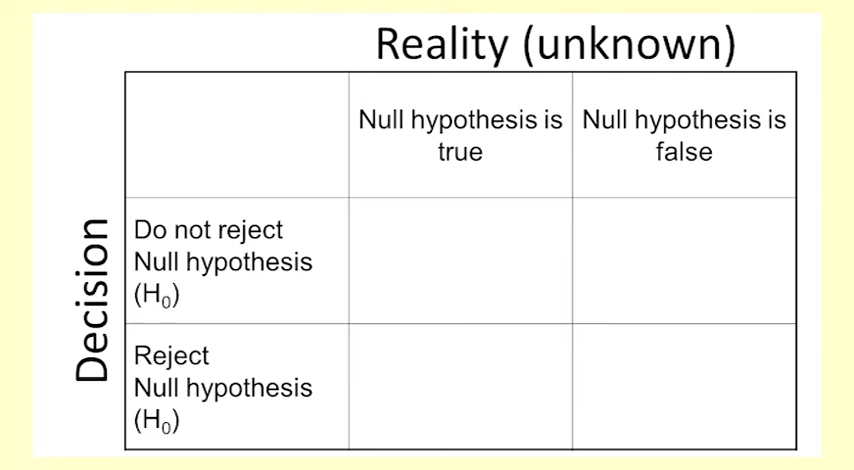 Reality (unknown)
Null hypothesis is
true
Null hypothesis is
false
Decision
Do not reject
Null hypothesis
(H₀)
Reject
Null hypothesis
(H₀)